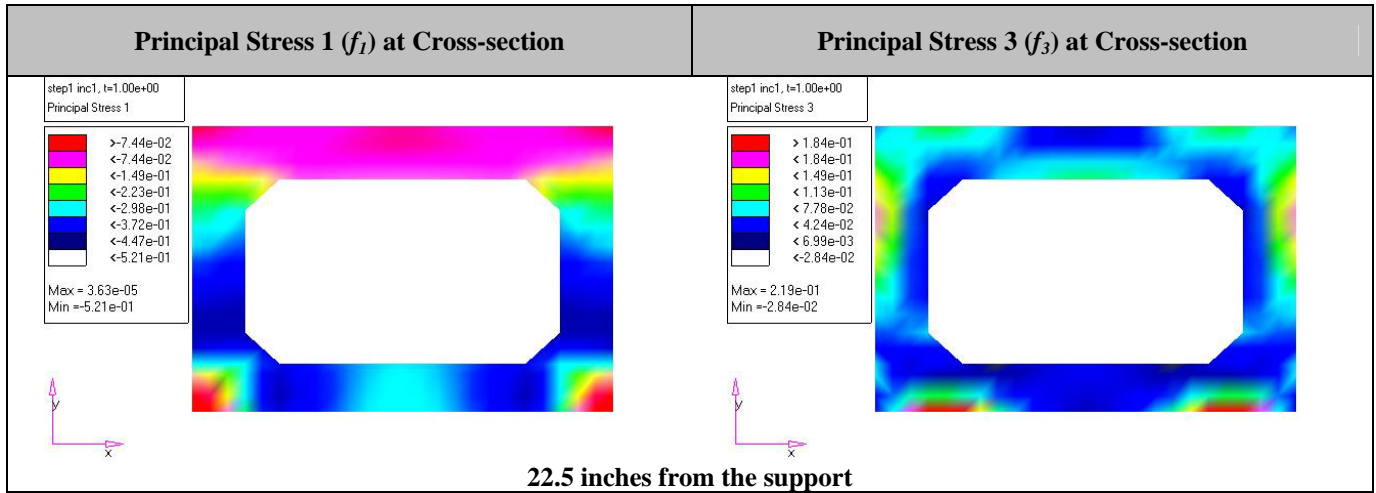 Principal Stress 1 (f1) at Cross-section
Principal Stress 3 (f3) at Cross-section
step1 inc1, t=1.00e+00
Principal Stress 1
>-7.44e-02
<-7.44e-02
<-1.49e-01
<-2.23e-01
<-2.98e-01
<-3.72e-01
<-4.47e-01
<-5.21e-01
Max = 3.63e-05
Min =-5.21e-01
y
x
step1 inc1, t=1.00e+00
Principal Stress 3
> 1.84e-01
< 1.84e-01
< 1.49e-01
< 1.13e-01
< 7.78e-02
< 4.24e-02
< 6.99e-03
<-2.84e-02
Max = 2.19e-01
Min =-2.84e-02
y
x
22.5 inches from the support